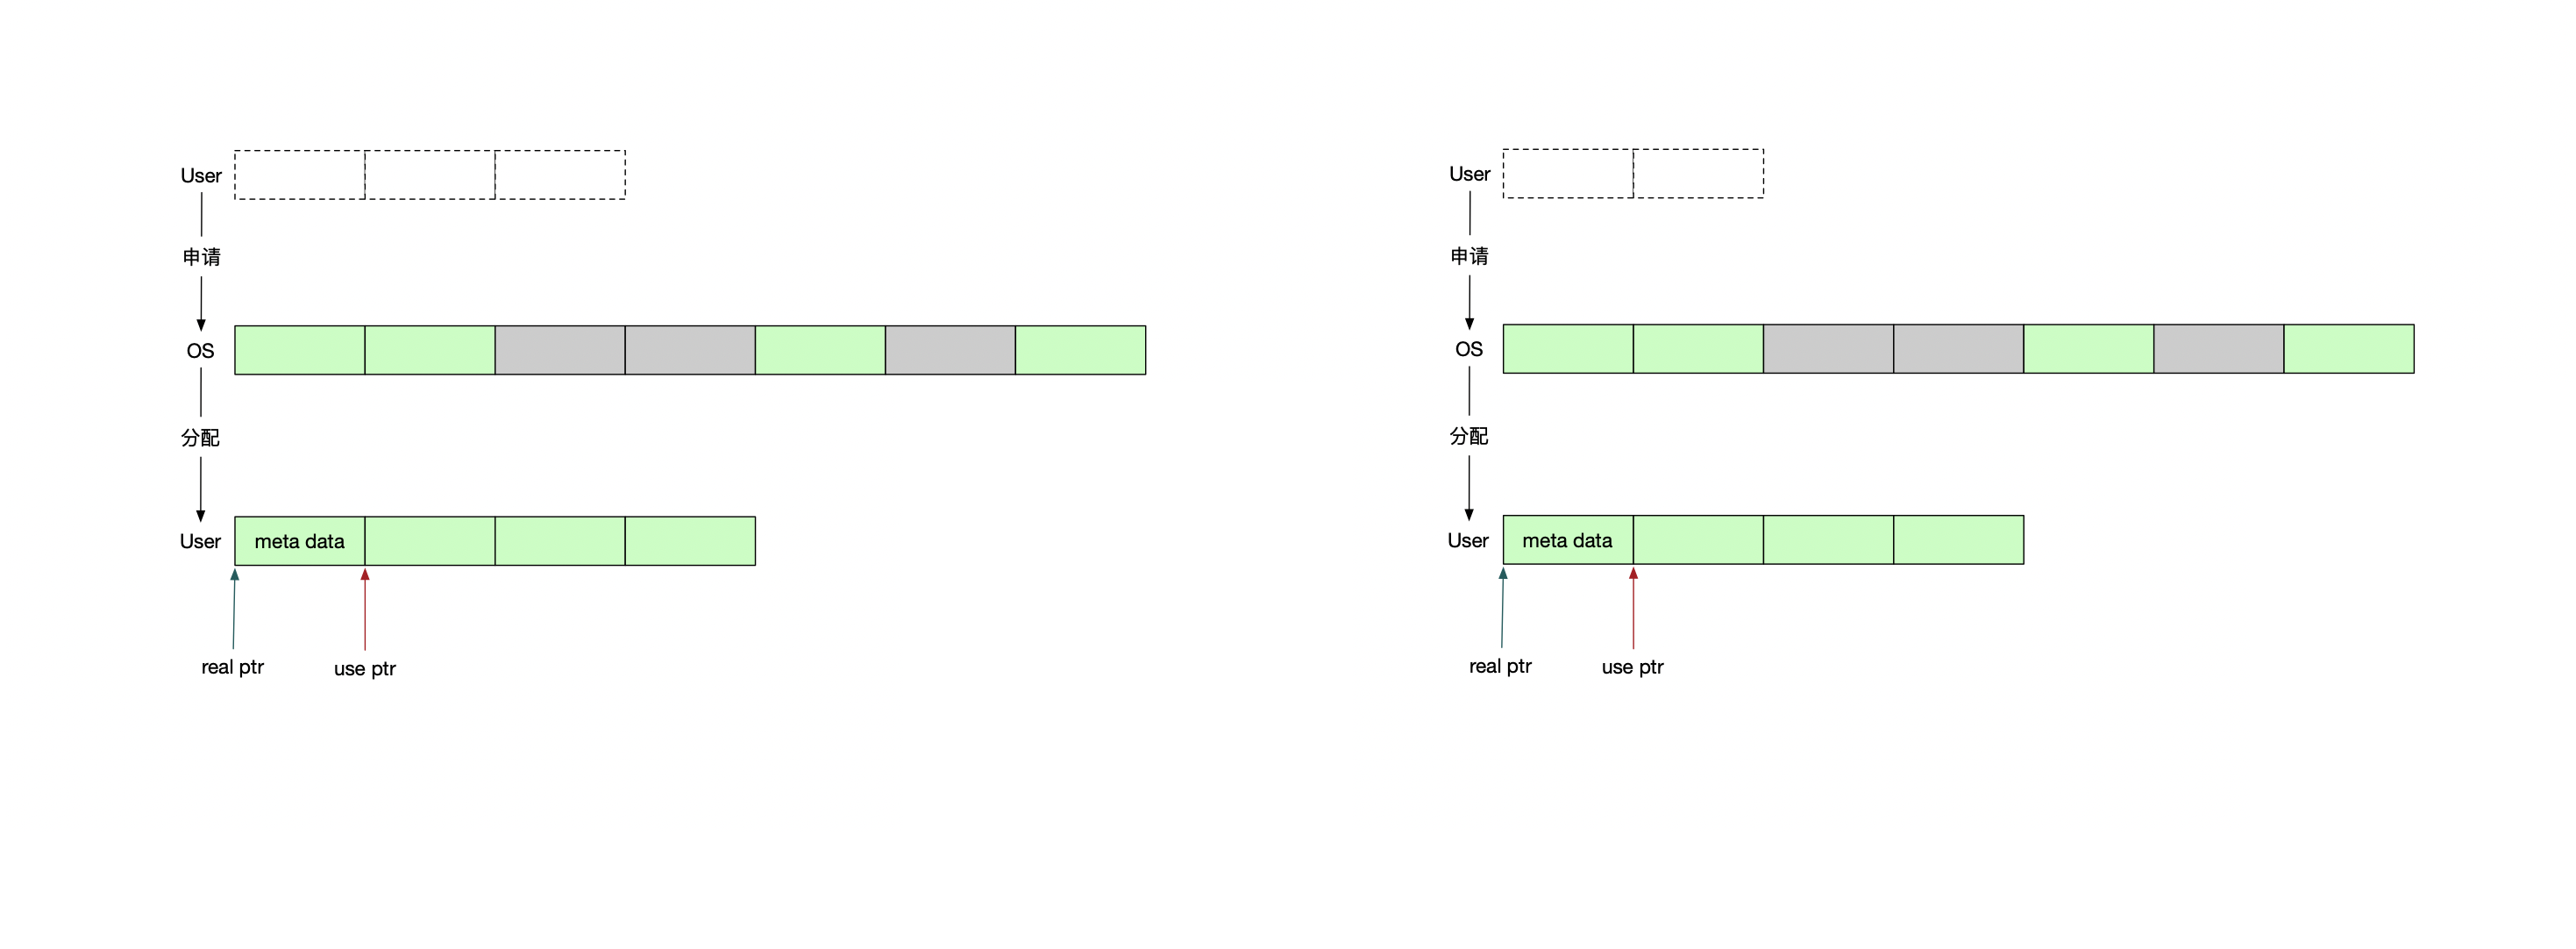 User
申请
OS
分配
User
meta data
real ptr
use ptr
User
申请
OS
分配
User
meta data
real ptr
use ptr